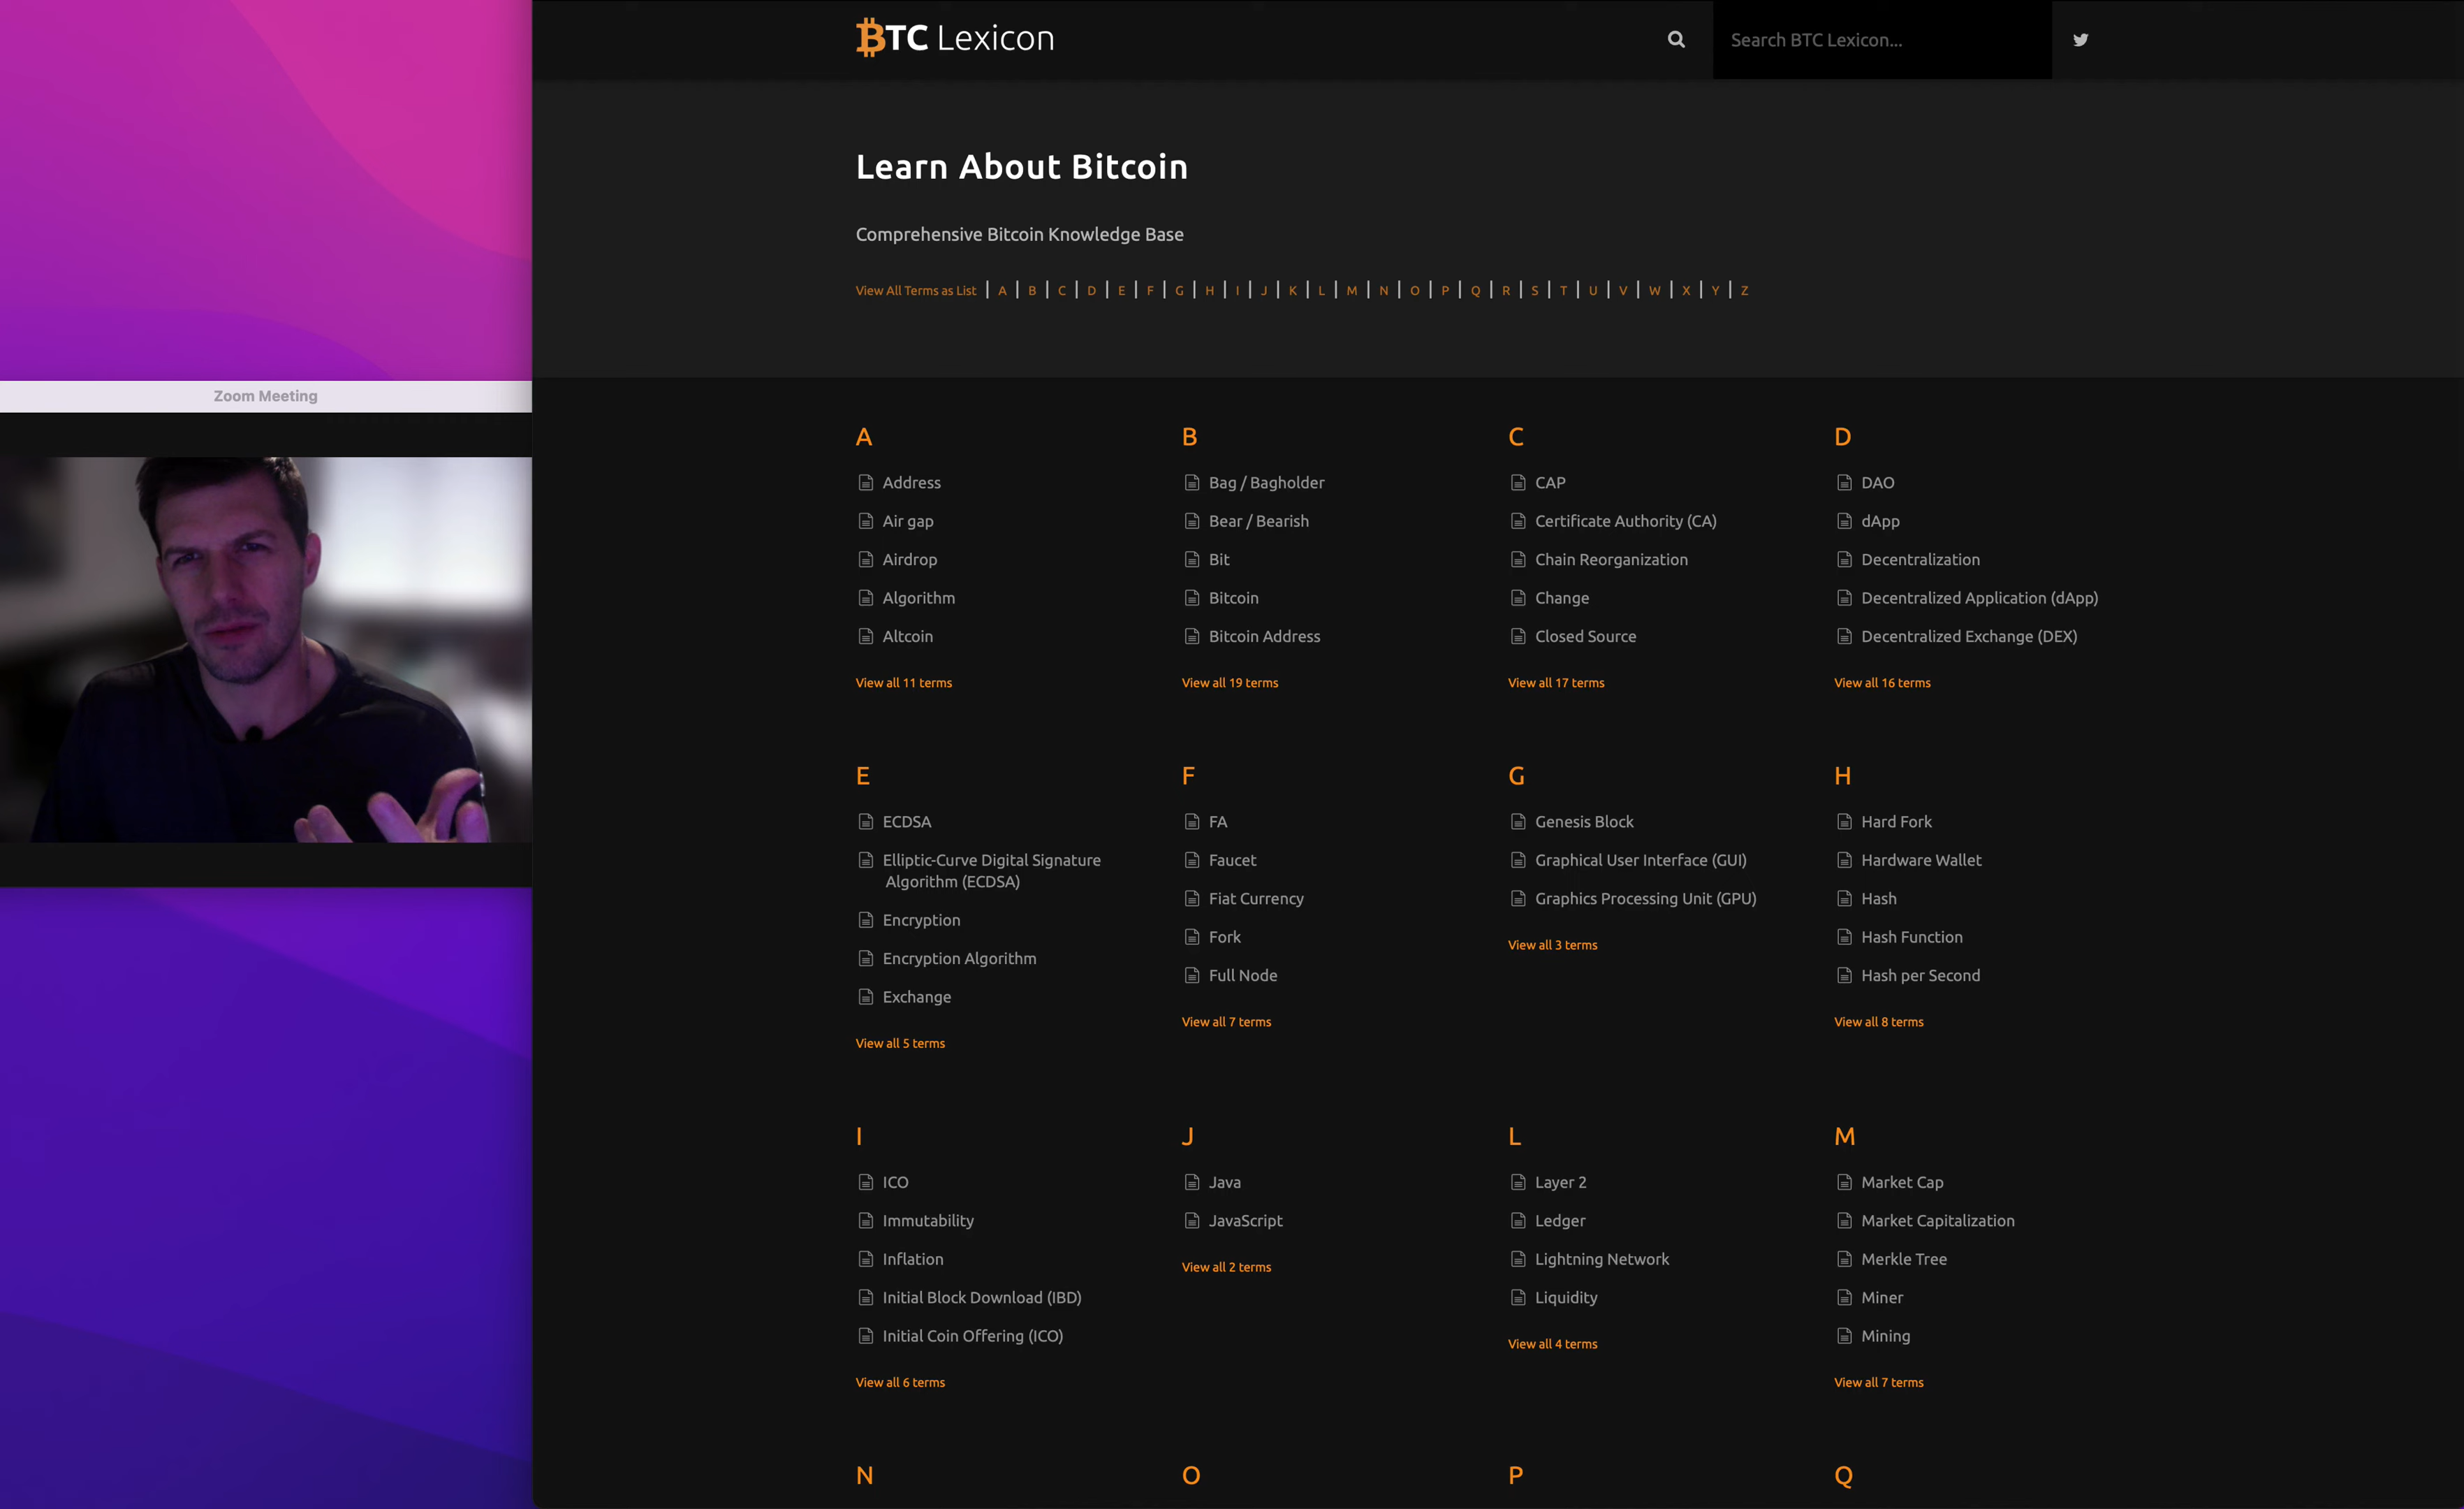 BTC Lexicon
Search BTC Lexicon...
Learn About Bitcoin
Comprehensive Bitcoin Knowledge Base
View All Terms as List | A | B | C | D | E | F | G | H | I | J | K | L | M | N | O | P | Q | R | S | T | U | V | W | X | Y | Z
Zoom Meeting
A
Address
Air gap
Airdrop
Algorithm
Altcoin
View all 11 terms
B
Bag / Bagholder
Bear / Bearish
Bit
Bitcoin
Bitcoin Address
View all 19 terms
C
CAP
Certificate Authority (CA)
Chain Reorganization
Change
Closed Source
View all 17 terms
D
DAO
dApp
Decentralization
Decentralized Application (dApp)
Decentralized Exchange (DEX)
View all 16 terms
E
ECDSA
Elliptic-Curve Digital Signature
Algorithm (ECDSA)
Encryption
Encryption Algorithm
Exchange
View all 5 terms
F
FA
Faucet
Fiat Currency
Fork
Full Node
View all 7 terms
G
Genesis Block
Graphical User Interface (GUI)
Graphics Processing Unit (GPU)
View all 3 terms
H
Hard Fork
Hardware Wallet
Hash
Hash Function
Hash per Second
View all 8 terms
I
ICO
Immutability
Inflation
Initial Block Download (IBD)
Initial Coin Offering (ICO)
View all 6 terms
J
Java
JavaScript
View all 2 terms
L
Layer 2
Ledger
Lightning Network
Liquidity
View all 4 terms
M
Market Cap
Market Capitalization
Merkle Tree
Miner
Mining
View all 7 terms
N
O
P
Q